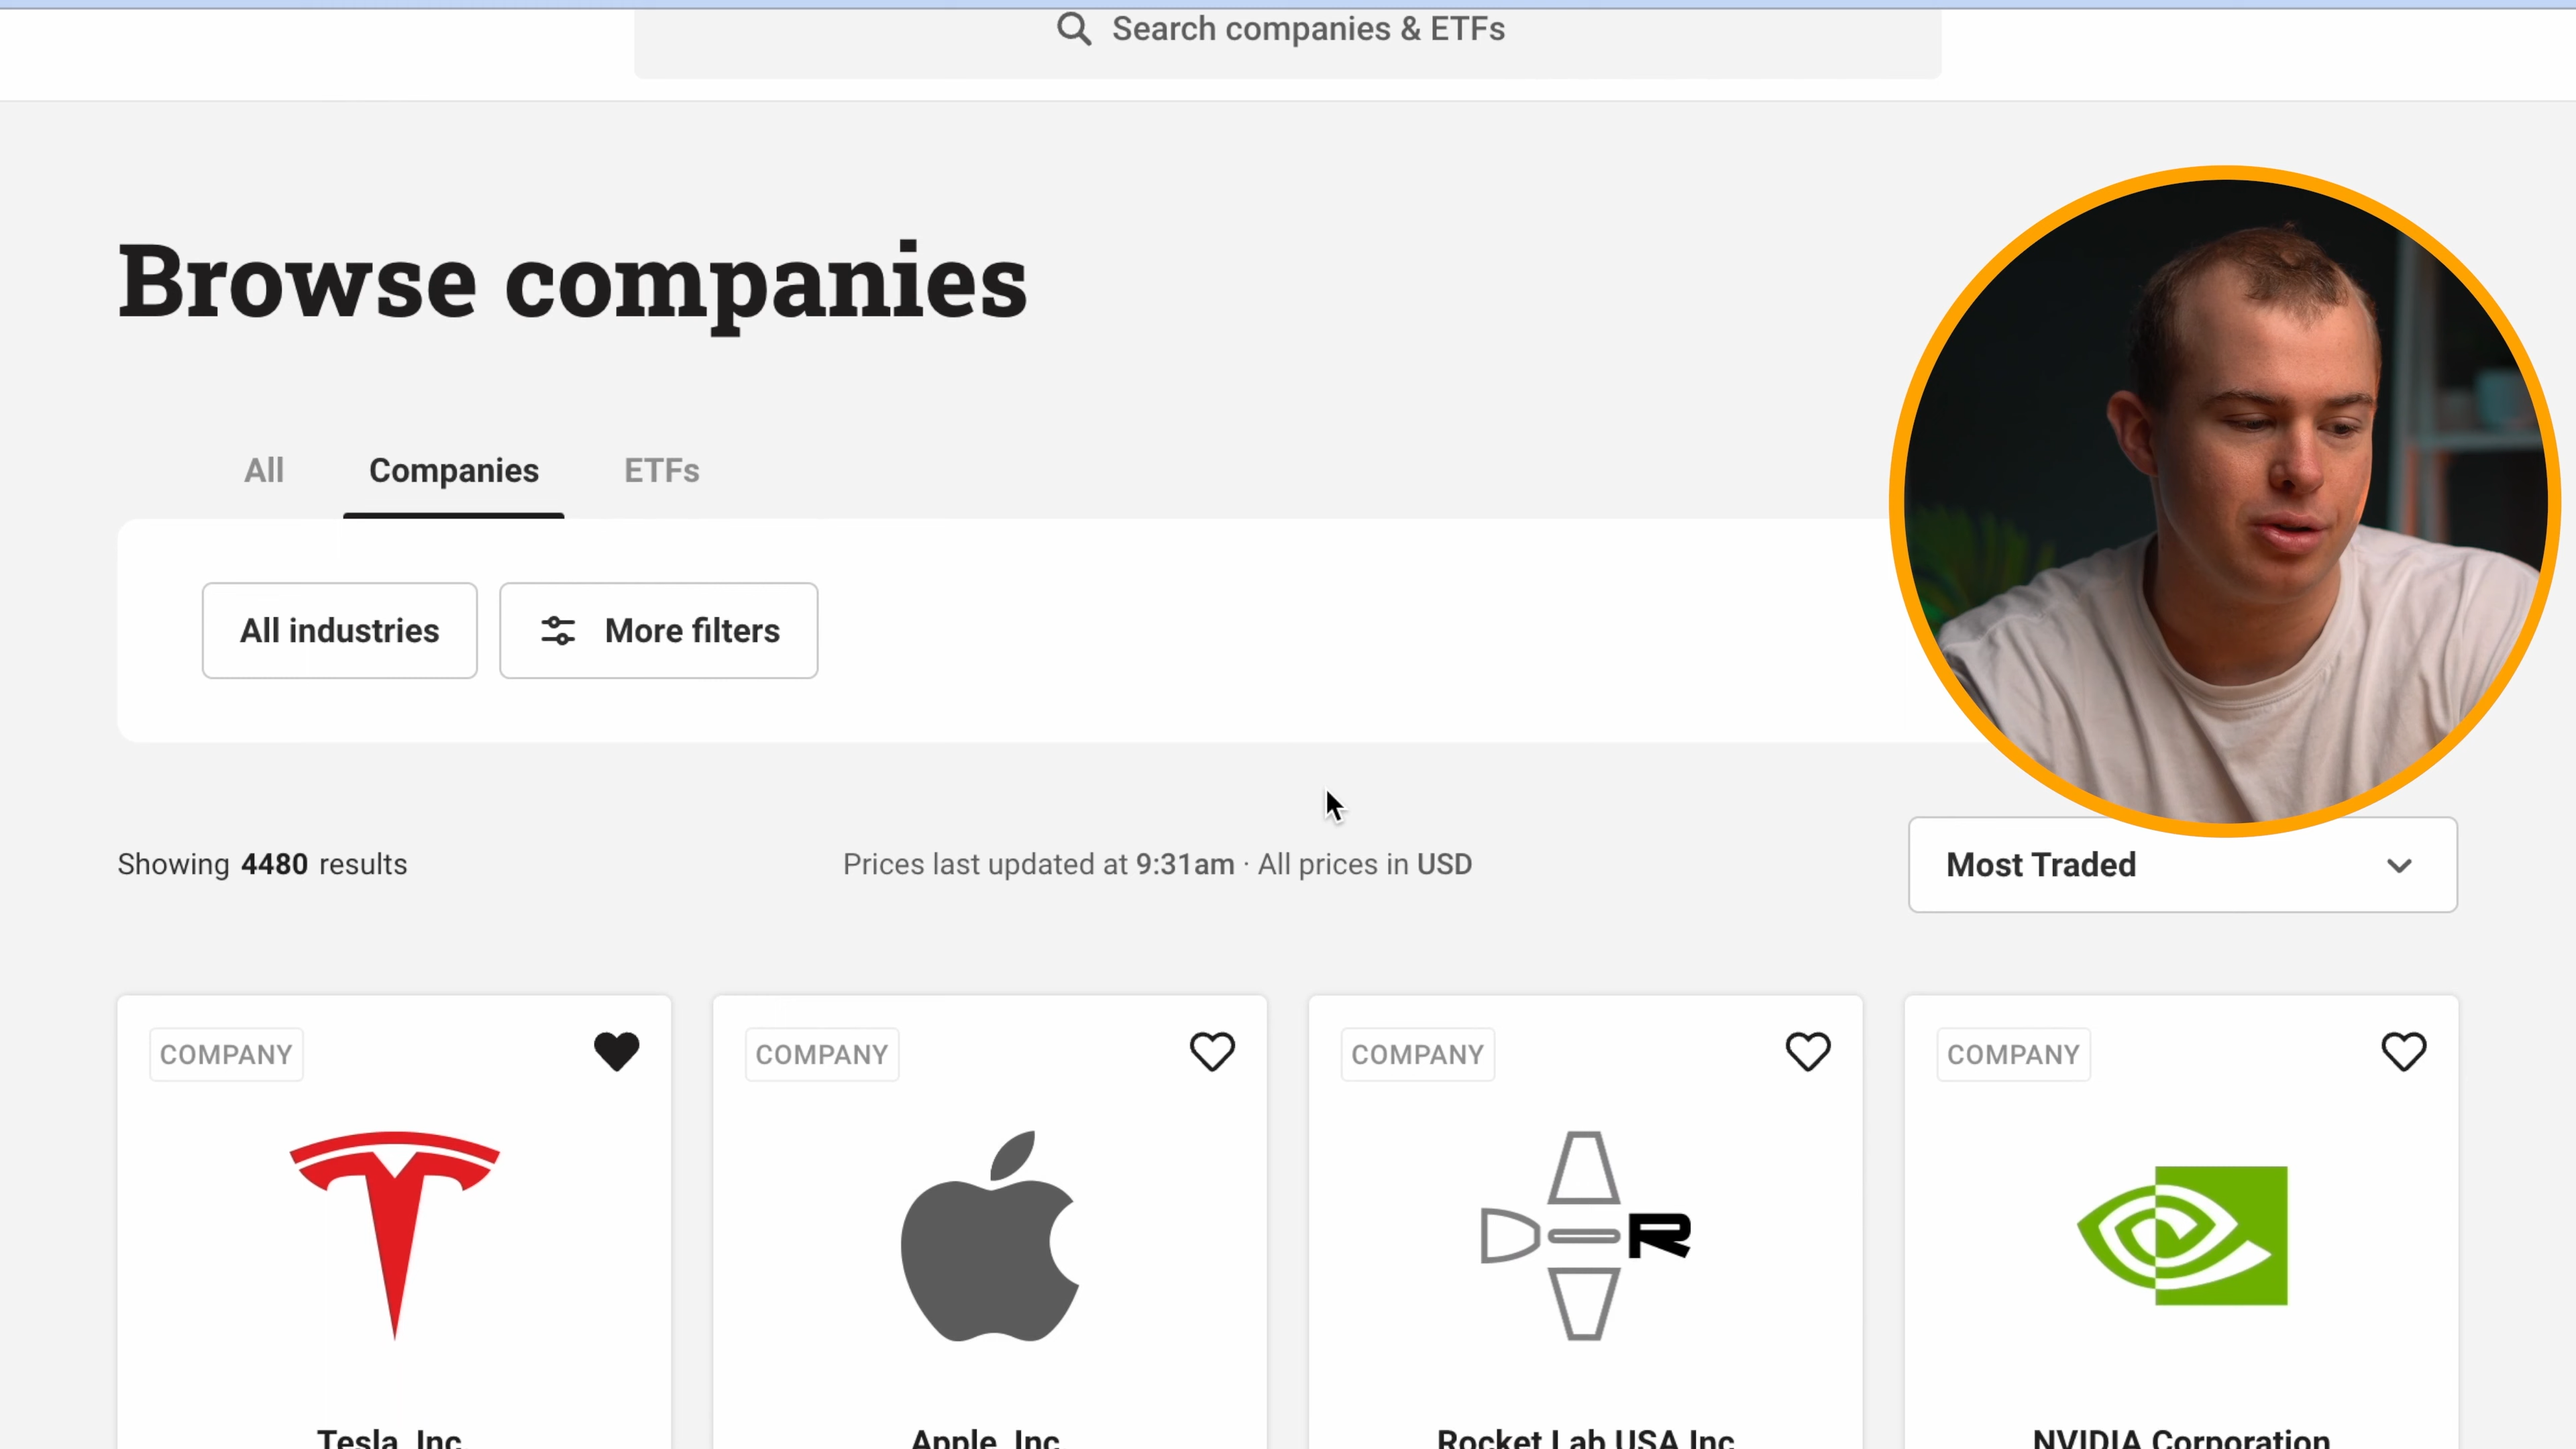 Search companies & ETFs
Browse companies
All Companies ETFs
All industries More filters
Showing 4480 results Prices last updated at 9:31am · All prices in USD Most Traded
COMPANY COMPANY COMPANY COMPANY
R
Tesla, Inc. Apple, Inc. Rocket Lab USA Inc NVIDIA Corporation